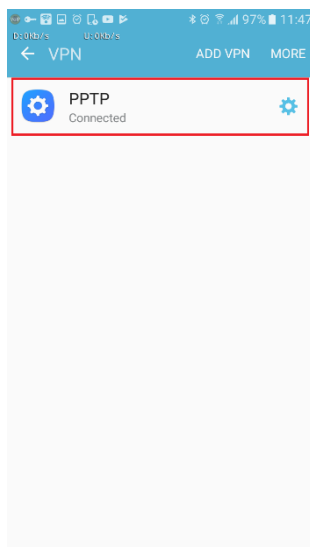 97% 11:47
D:0Kb/s U:0Kb/s
VPN ADD VPN MORE
PPTP
Connected